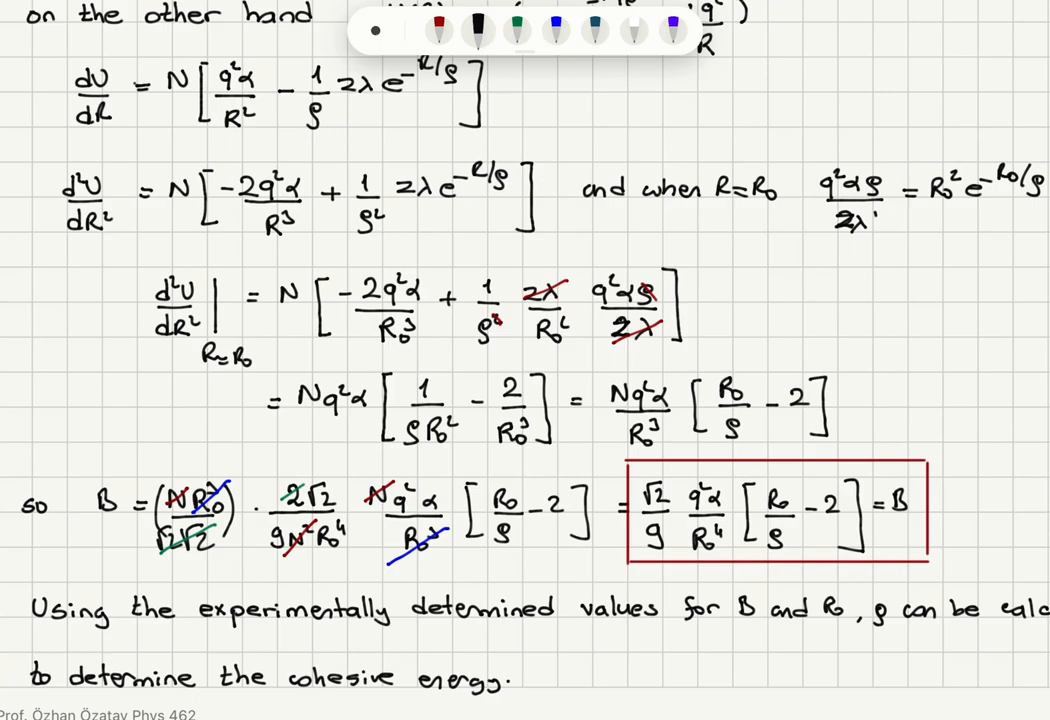 on the other hand q² )
R
dU/dR = N [ q²α/R² - 1/ρ zλ e^(-R/ρ) ]
d²U/dR² = N [ -2q²α/R³ + 1/ρ² zλ e^(-R/ρ) ] and when R=R₀ q²αρ/zλ = R₀² e^(-R₀/ρ)
d²U/dR² |_(R=R₀) = N [ -2q²α/R₀³ + 1/ρ² zλ/R₀² q²αρ/zλ ]
= Nq²α [ 1/ρR₀² - 2/R₀³ ] = Nq²α/R₀³ [ R₀/ρ - 2 ]
so B = (NR₀³/√2√2) · 2√2/9N²R₀⁴ Nq²α/R₀³ [ R₀/ρ - 2 ] = √2/9 q²α/R₀⁴ [ R₀/ρ - 2 ] = B
Using the experimentally determined values for B and R₀, ρ can be calc
to determine the cohesive energy.
Prof. Özhan Özatay Phys 462